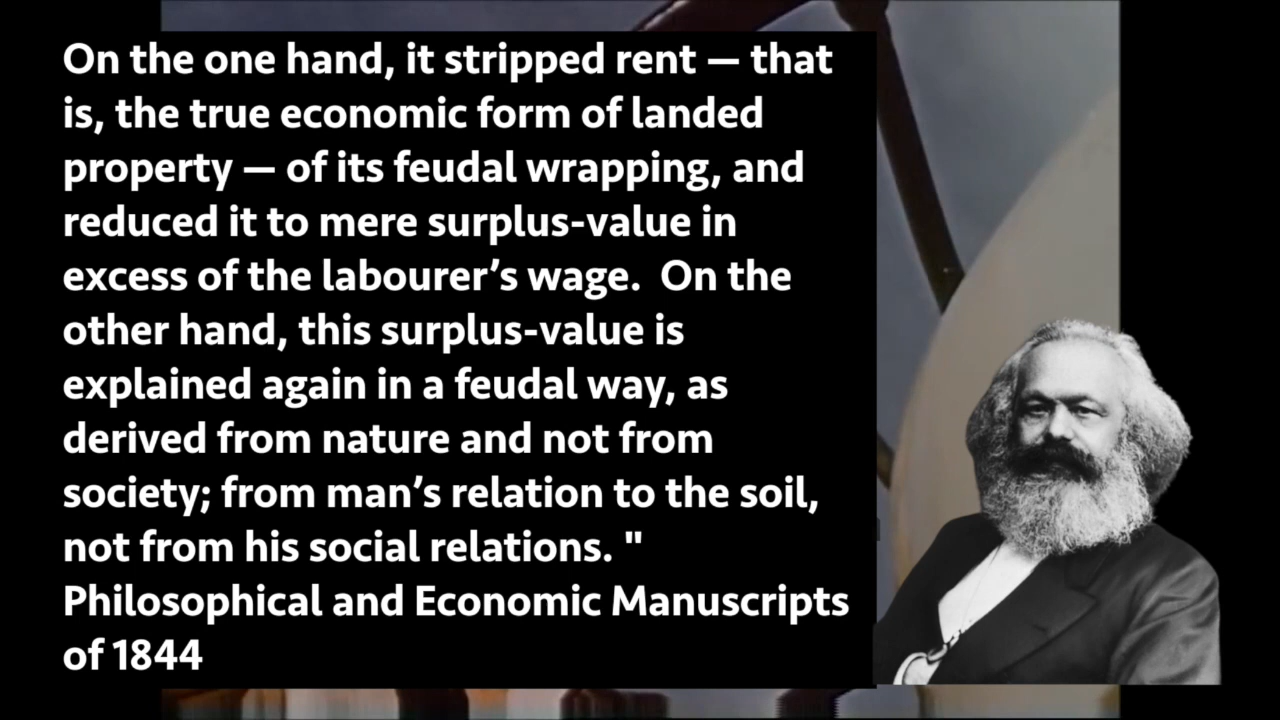 On the one hand, it stripped rent — that
is, the true economic form of landed
property — of its feudal wrapping, and
reduced it to mere surplus-value in
excess of the labourer’s wage.  On the
other hand, this surplus-value is
explained again in a feudal way, as
derived from nature and not from
society; from man’s relation to the soil,
not from his social relations. "
Philosophical and Economic Manuscripts
of 1844